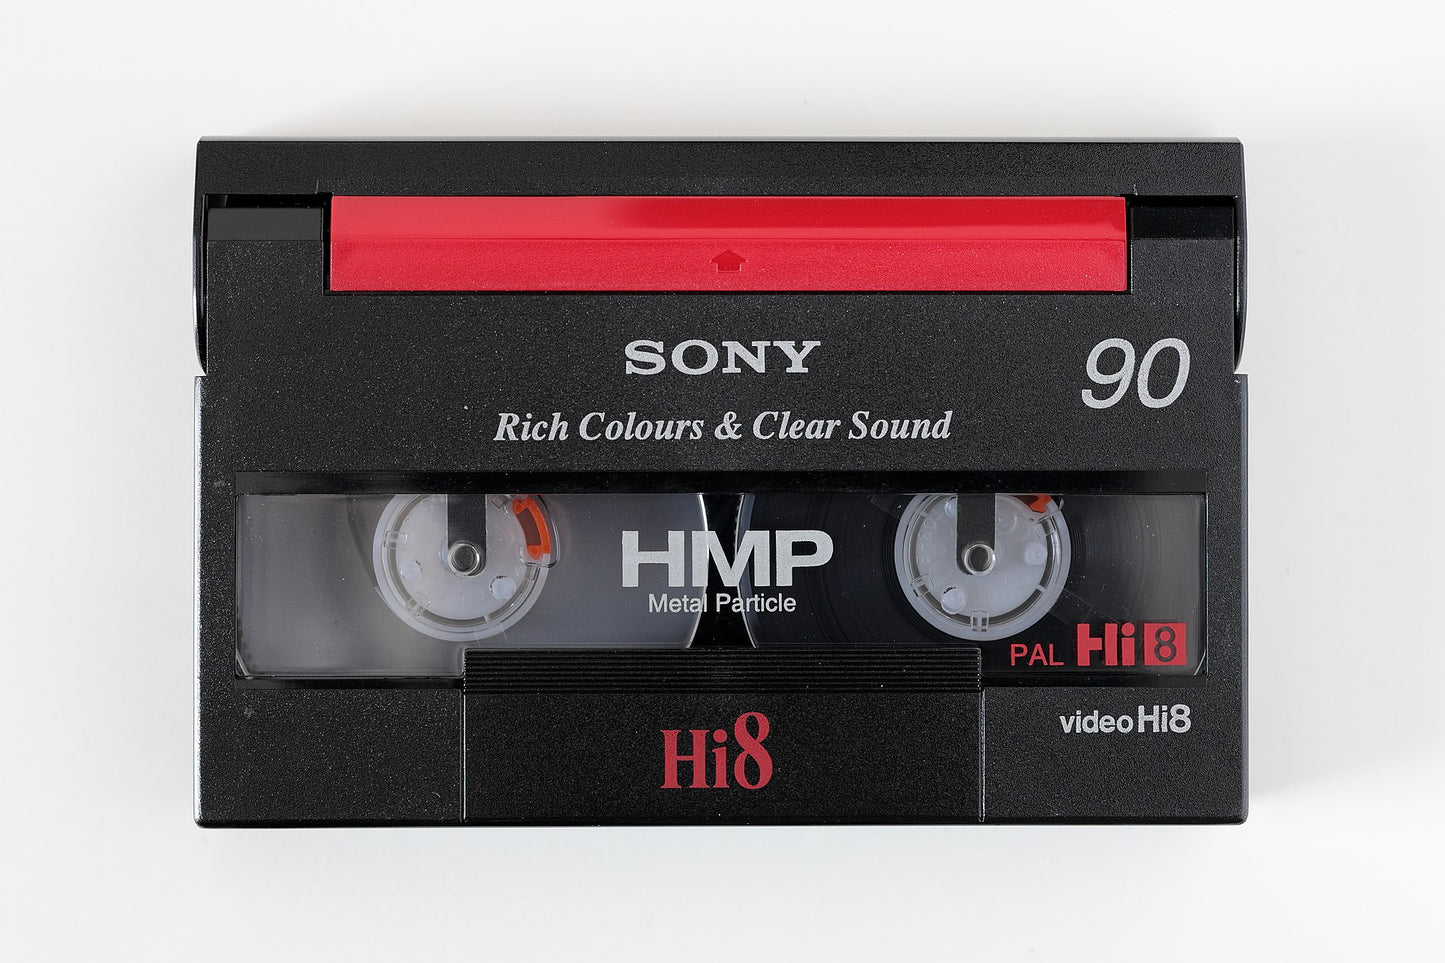 SONY
90
Rich Colours & Clear Sound
HMP
Metal Particle
PAL Hi8
Hi8
video Hi8